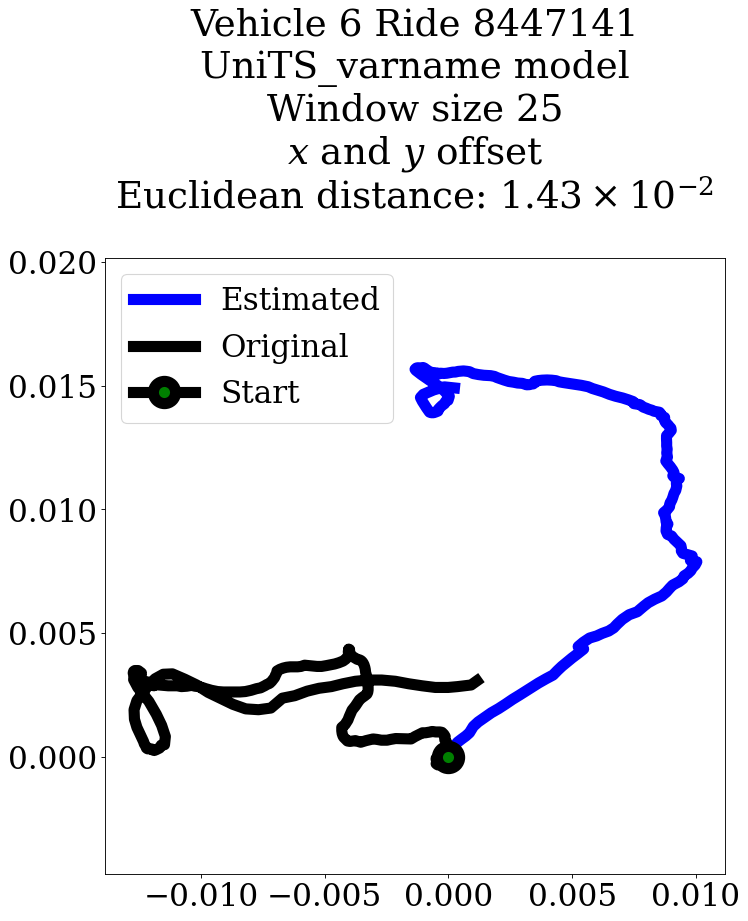 Vehicle 6 Ride 8447141
UniTS_varname model
Window size 25
x and y offset
Euclidean distance: 1.43 × 10⁻²
0.020
Estimated
Original
Start
0.015
0.010
0.005
0.000
−0.010 −0.005 0.000 0.005 0.010